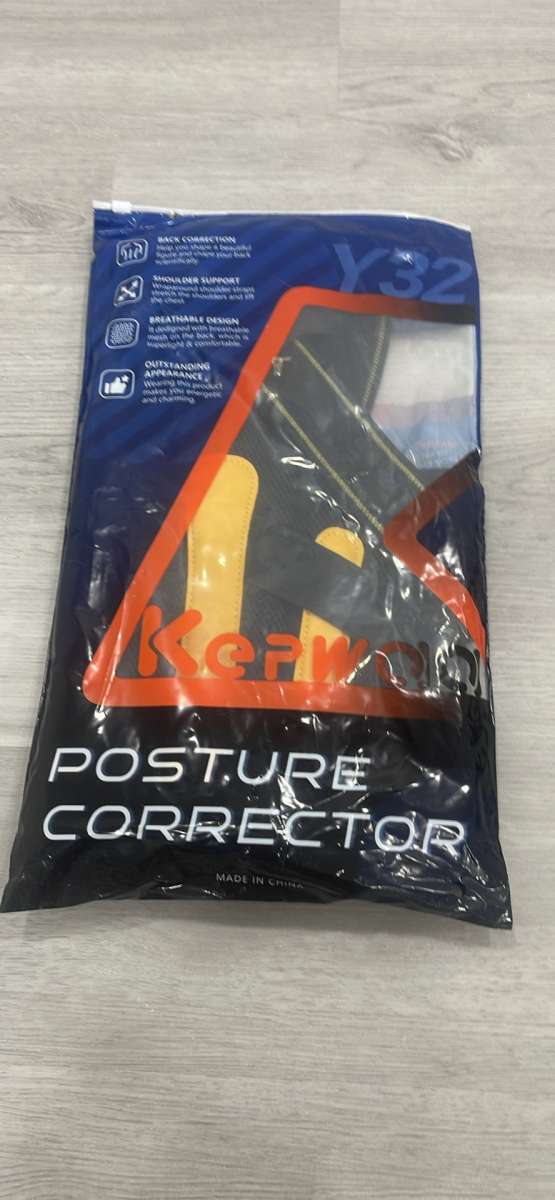 Y32
BACK CORRECTION
Help you shape a beautiful
figure and shape your back
scientifically.
SHOULDER SUPPORT
Wraparound shoulder straps
stretch the shoulders and lift
the chest
BREATHABLE DESIGN
It designed with breathable
mesh on the back, which is
superlight & comfortable.
OUTSTANDING
APPEARANCE
Wearing this product
makes you energetic
and charming.
POSTURE
CORRECTOR
MADE IN CHINA